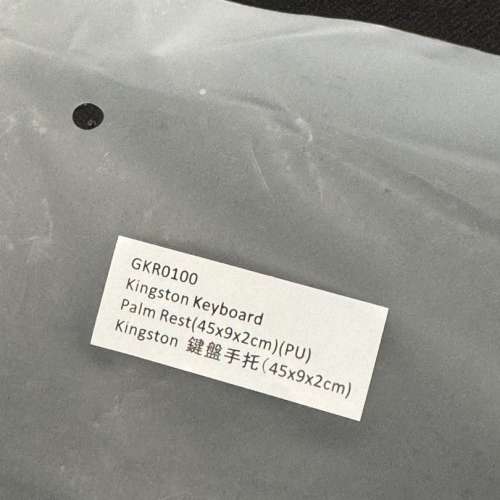 GKR0100
Kingston Keyboard
Palm Rest(45x9x2cm)(PU)
Kingston 鍵盤手托(45x9x2cm)